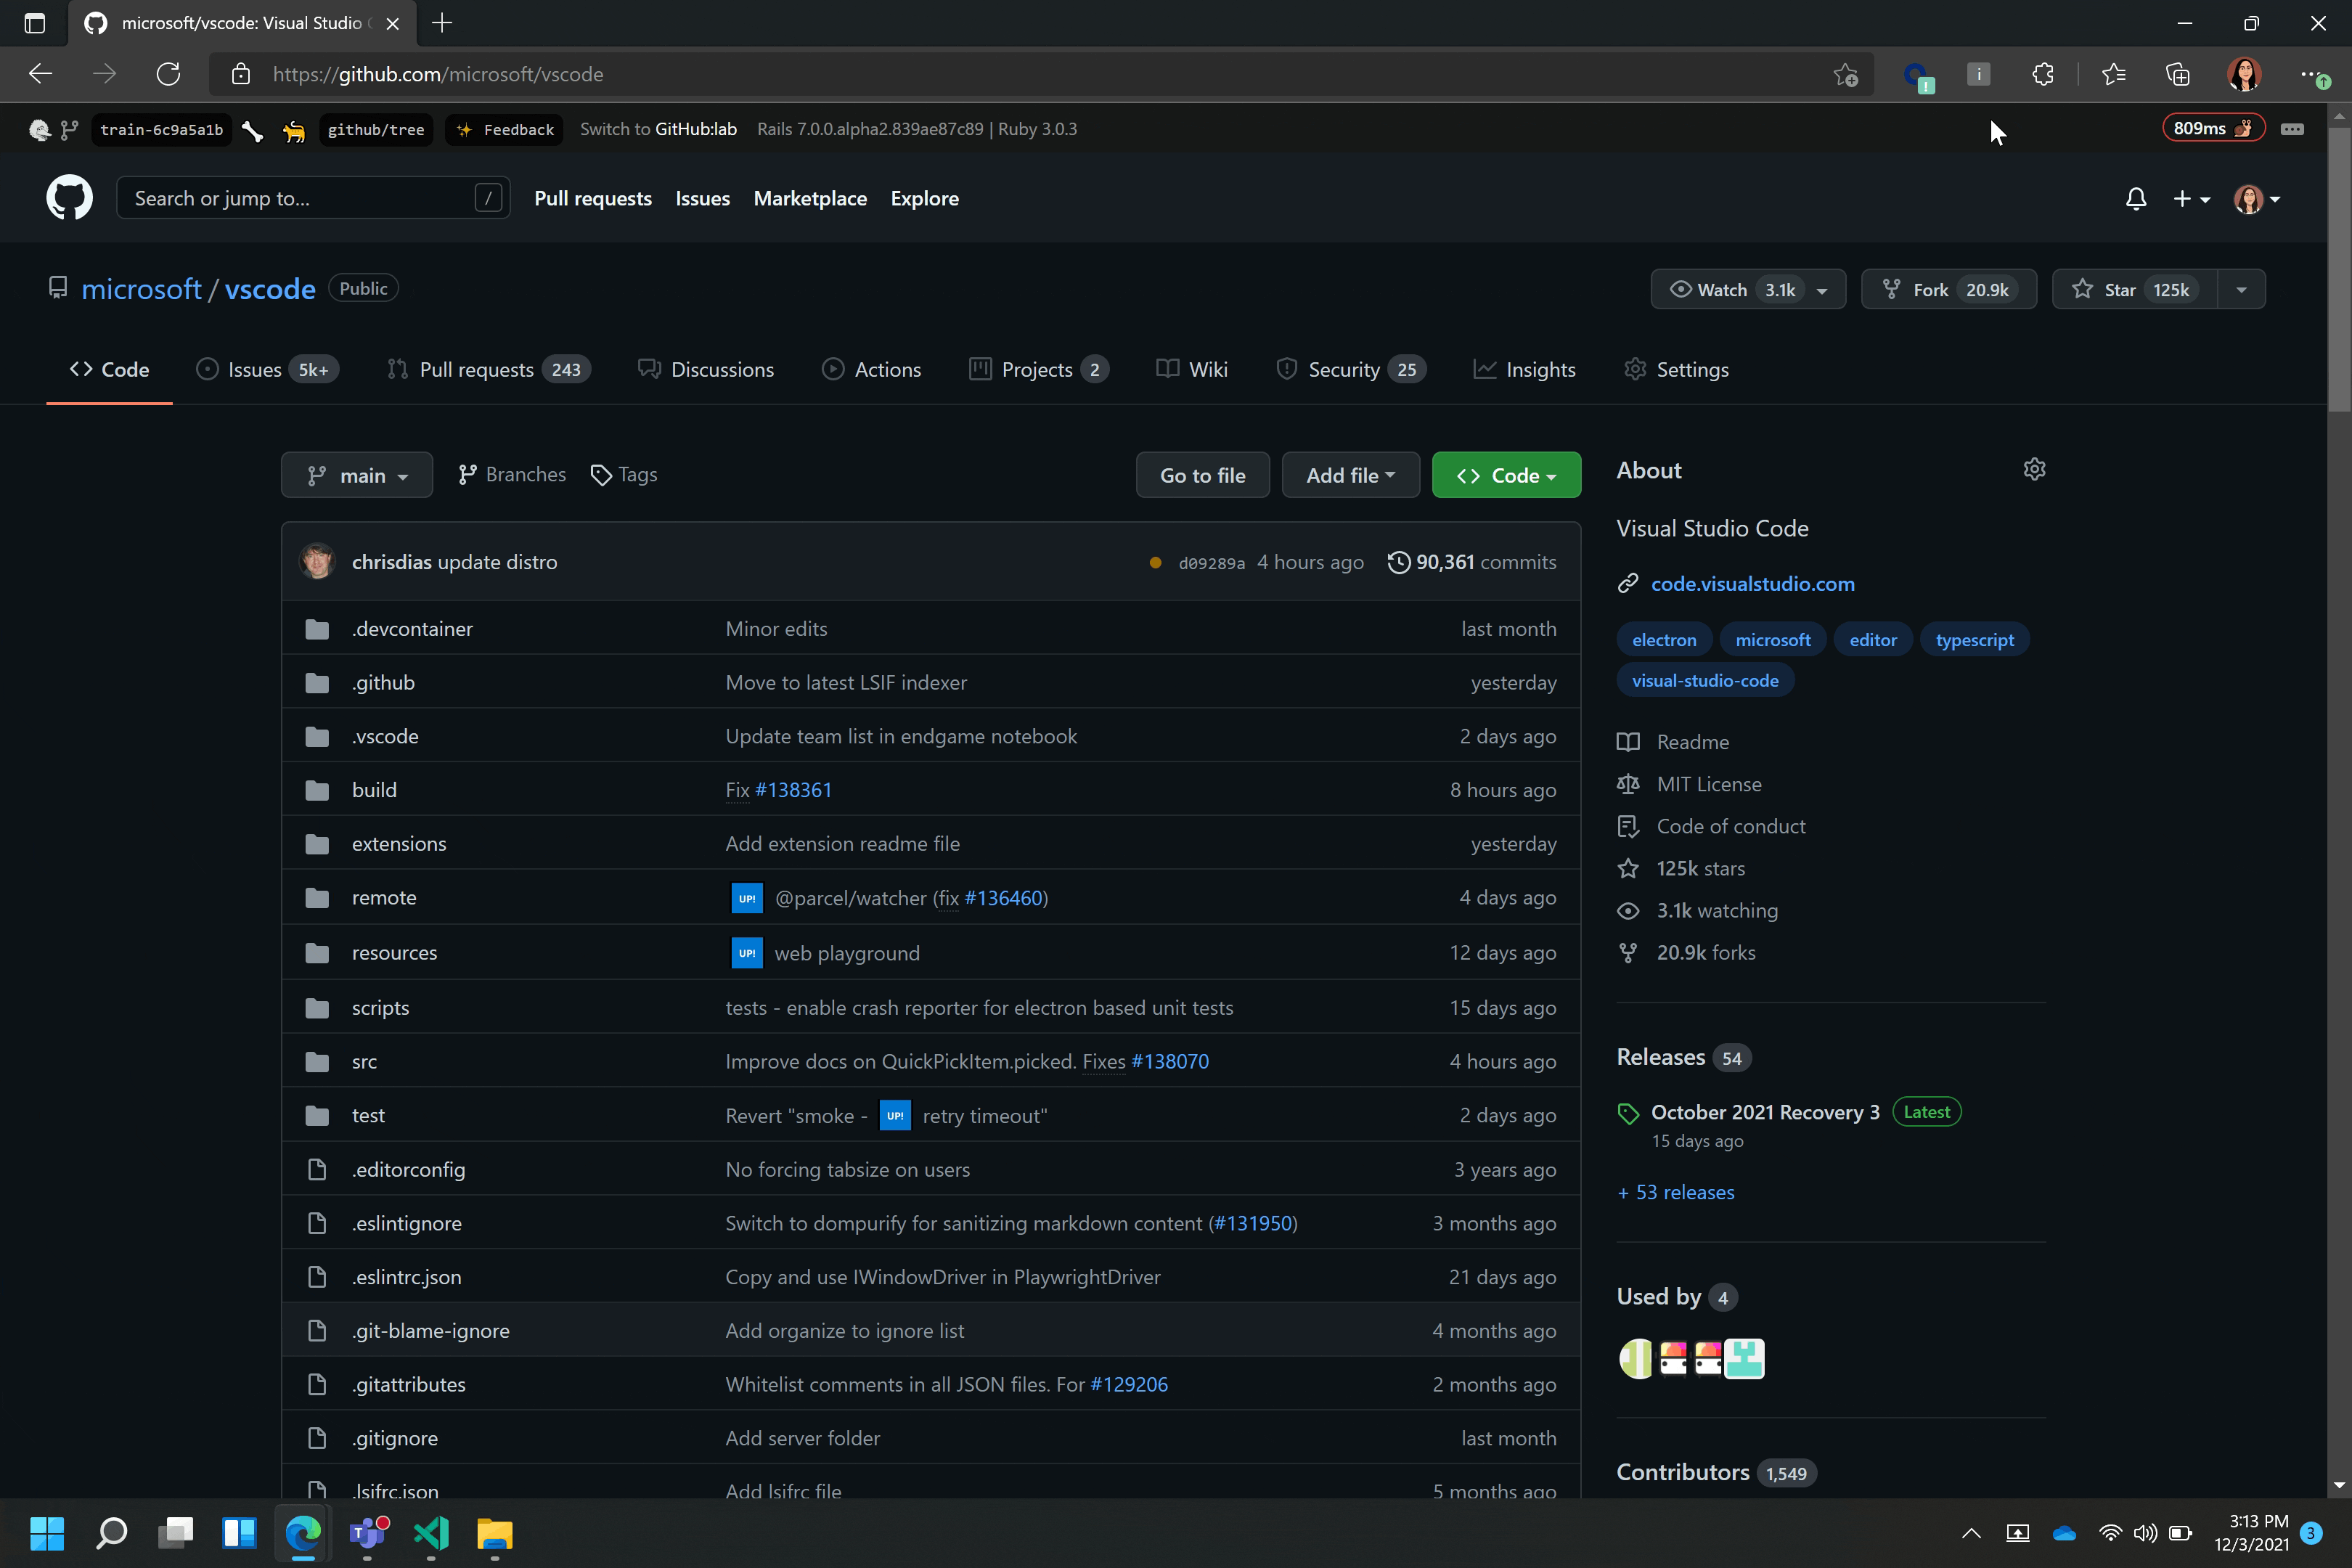 microsoft/vscode: Visual Studio
https://github.com/microsoft/vscode
train-6c9a5a1b github/tree Feedback Switch to GitHub:lab Rails 7.0.0.alpha2.839ae87c89 | Ruby 3.0.3 809ms
Search or jump to... / Pull requests Issues Marketplace Explore
microsoft / vscode Public Watch 3.1k Fork 20.9k Star 125k
Code Issues 5k+ Pull requests 243 Discussions Actions Projects 2 Wiki Security 25 Insights Settings
main Branches Tags Go to file Add file Code
chrisdias update distro d09289a 4 hours ago 90,361 commits
.devcontainer Minor edits last month
.github Move to latest LSIF indexer yesterday
.vscode Update team list in endgame notebook 2 days ago
build Fix #138361 8 hours ago
extensions Add extension readme file yesterday
remote UP! @parcel/watcher (fix #136460) 4 days ago
resources UP! web playground 12 days ago
scripts tests - enable crash reporter for electron based unit tests 15 days ago
src Improve docs on QuickPickItem.picked. Fixes #138070 4 hours ago
test Revert "smoke - UP! retry timeout" 2 days ago
.editorconfig No forcing tabsize on users 3 years ago
.eslintignore Switch to dompurify for sanitizing markdown content (#131950) 3 months ago
.eslintrc.json Copy and use IWindowDriver in PlaywrightDriver 21 days ago
.git-blame-ignore Add organize to ignore list 4 months ago
.gitattributes Whitelist comments in all JSON files. For #129206 2 months ago
.gitignore Add server folder last month
.lsifrc.json Add lsifrc file 5 months ago
About
Visual Studio Code
code.visualstudio.com
electron microsoft editor typescript
visual-studio-code
Readme
MIT License
Code of conduct
125k stars
3.1k watching
20.9k forks
Releases 54
October 2021 Recovery 3 Latest
15 days ago
+ 53 releases
Used by 4
Contributors 1,549
3:13 PM
12/3/2021 3